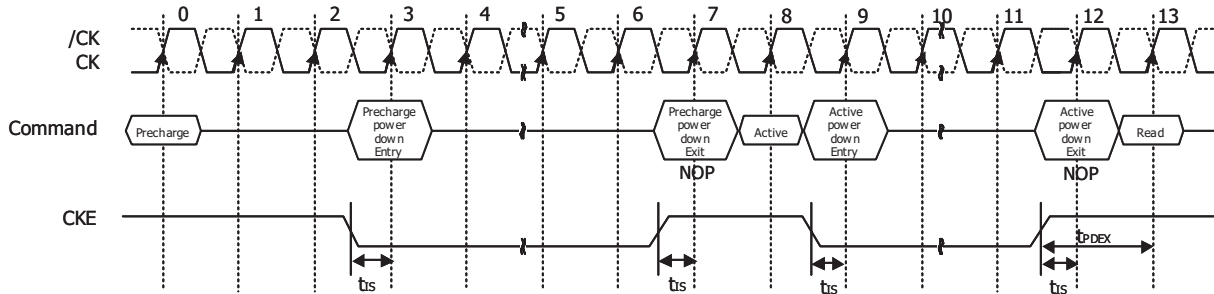 0 1 2 3 4 5 6 7 8 9 10 11 12 13
/CK
CK
Command
Precharge
Precharge
power
down
Entry
Precharge
power
down
Exit
NOP
Active
Active
power
down
Entry
Active
power
down
Exit
NOP
Read
CKE
tIS
tIS
tIS
tPDEX
tIS